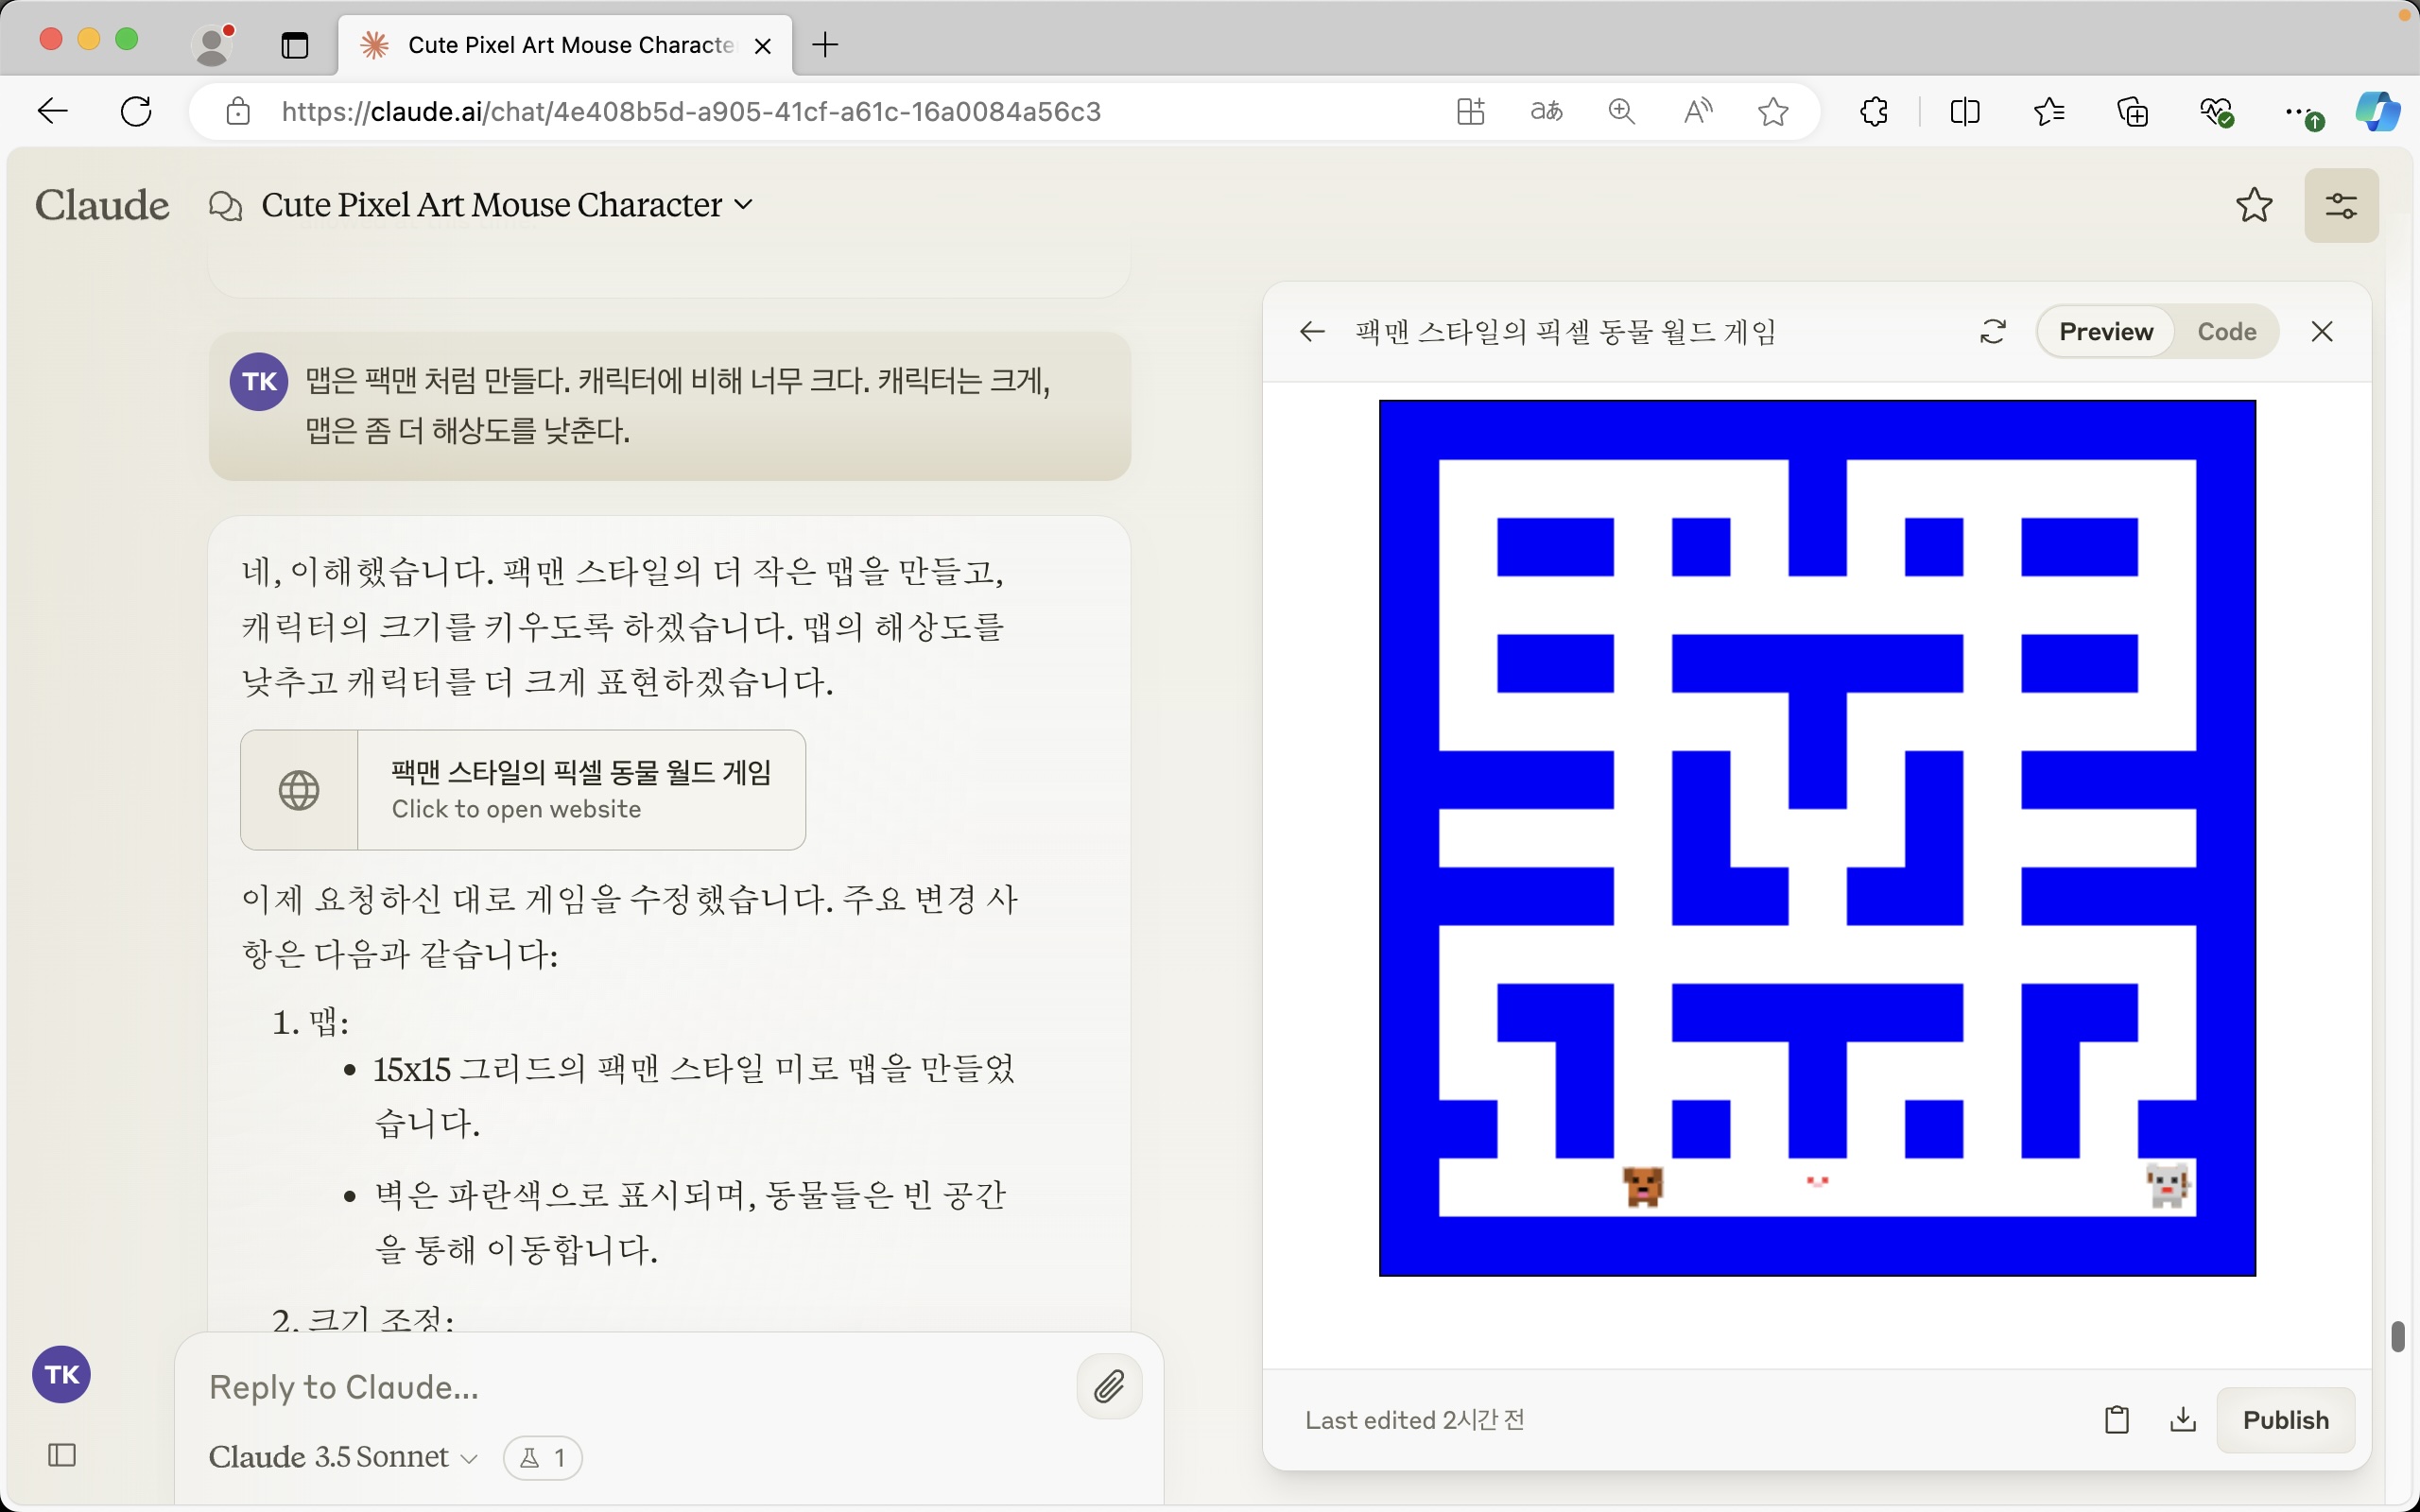 Cute Pixel Art Mouse Characte
https://claude.ai/chat/4e408b5d-a905-41cf-a61c-16a0084a56c3
aあ
Claude
Cute Pixel Art Mouse Character
TK
맵은 팩맨 처럼 만들다. 캐릭터에 비해 너무 크다. 캐릭터는 크게,
맵은 좀 더 해상도를 낮춘다.
네, 이해했습니다. 팩맨 스타일의 더 작은 맵을 만들고,
캐릭터의 크기를 키우도록 하겠습니다. 맵의 해상도를
낮추고 캐릭터를 더 크게 표현하겠습니다.
팩맨 스타일의 픽셀 동물 월드 게임
Click to open website
이제 요청하신 대로 게임을 수정했습니다. 주요 변경 사
항은 다음과 같습니다:
1. 맵:
• 15x15 그리드의 팩맨 스타일 미로 맵을 만들었
습니다.
• 벽은 파란색으로 표시되며, 동물들은 빈 공간
을 통해 이동합니다.
2. 크기 조정:
TK
Reply to Claude...
Claude 3.5 Sonnet
1
팩맨 스타일의 픽셀 동물 월드 게임
Preview
Code
Last edited 2시간 전
Publish